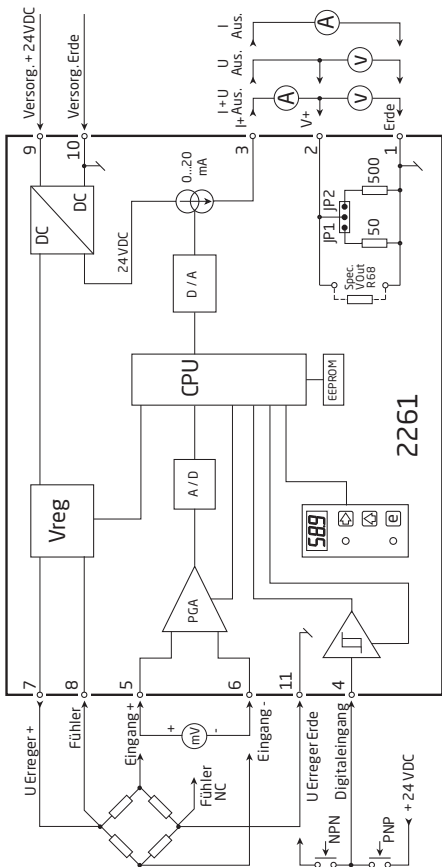 Versorg. + 24VDC
Versorg. Erde
I Aus.
U Aus.
I+U Aus.
I+
V+
Erde
A
V
A
V
9
10
3
2
1
DC
DC
24VDC
0...20 mA
D / A
CPU
EEPROM
JP1
JP2
50
500
Spec. VOut R68
2261
Vreg
A / D
PGA
58.9
e
7
8
5
6
11
4
U Erreger +
Fühler
Eingang +
+
mV
-
Eingang -
Fühler NC
U Erreger Erde
Digitaleingang
NPN
PNP
+ 24 VDC